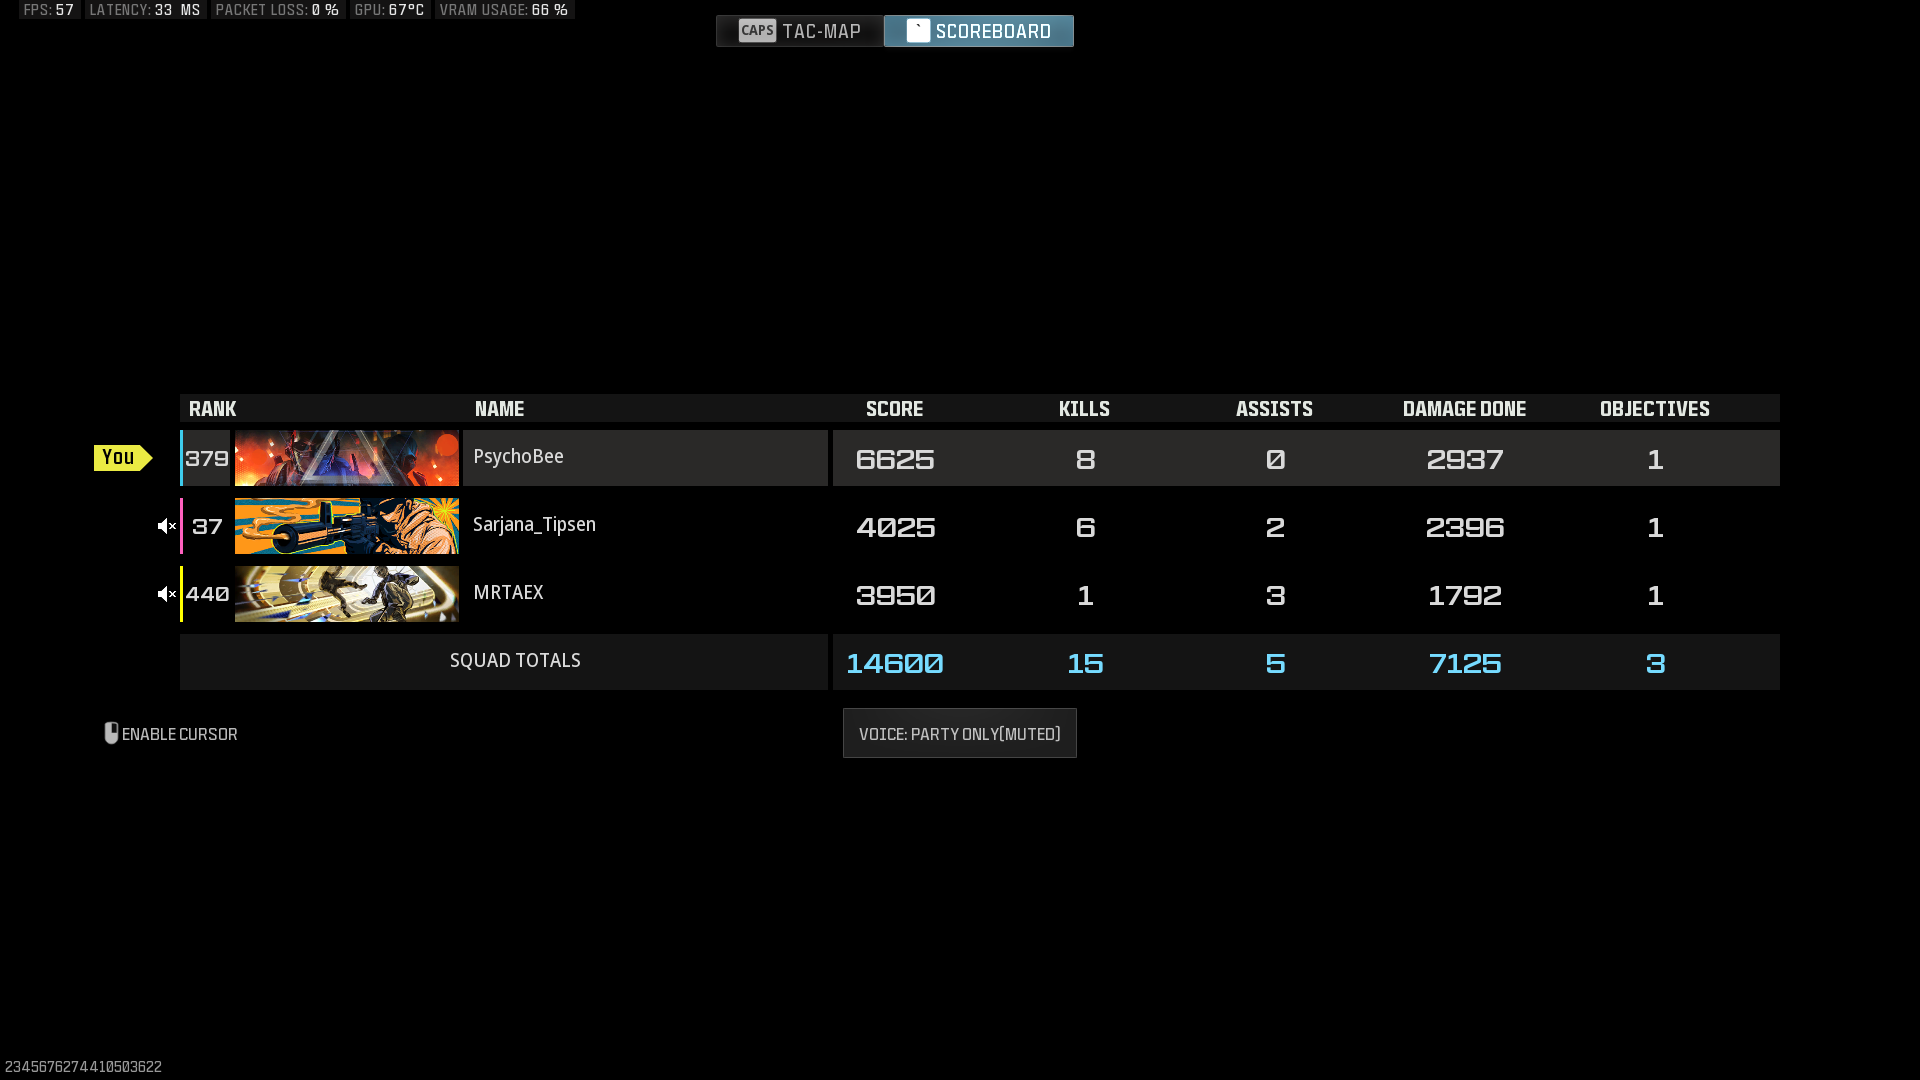 FPS: 57 LATENCY: 33 MS PACKET LOSS: 0 % GPU: 67°C VRAM USAGE: 66 %
CAPS TAC-MAP ` SCOREBOARD
RANK NAME SCORE KILLS ASSISTS DAMAGE DONE OBJECTIVES
You 379 PsychoBee 6625 8 0 2937 1
37 Sarjana_Tipsen 4025 6 2 2396 1
440 MRTAEX 3950 1 3 1792 1
SQUAD TOTALS 14600 15 5 7125 3
ENABLE CURSOR VOICE: PARTY ONLY[MUTED]
2345676274410503622